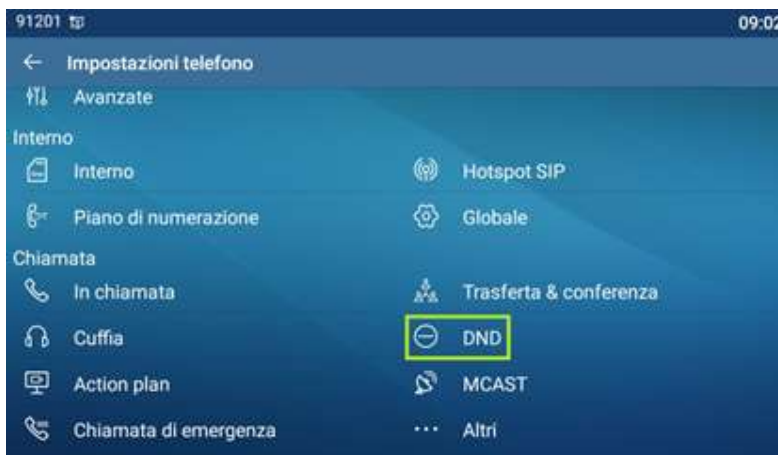 91201 09:02
Impostazioni telefono
Avanzate
Interno
Interno Hotspot SIP
Piano di numerazione Globale
Chiamata
In chiamata Trasferta & conferenza
Cuffia DND
Action plan MCAST
Chiamata di emergenza Altri